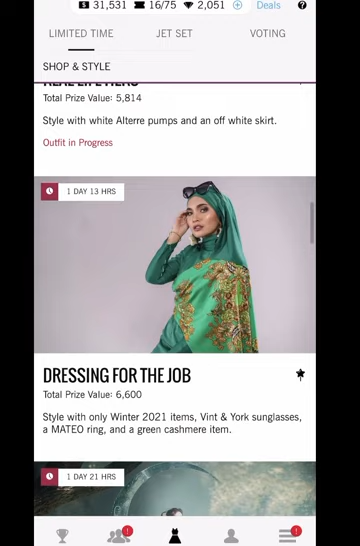 $ 31,531 16/75 2,051 + Deals ?
LIMITED TIME JET SET VOTING
SHOP & STYLE
REAL LIFE HERO
Total Prize Value: 5,814
Style with white Alterre pumps and an off white skirt.
Outfit in Progress
1 DAY 13 HRS
DRESSING FOR THE JOB
Total Prize Value: 6,600
Style with only Winter 2021 items, Vint & York sunglasses,
a MATEO ring, and a green cashmere item.
1 DAY 21 HRS
! !